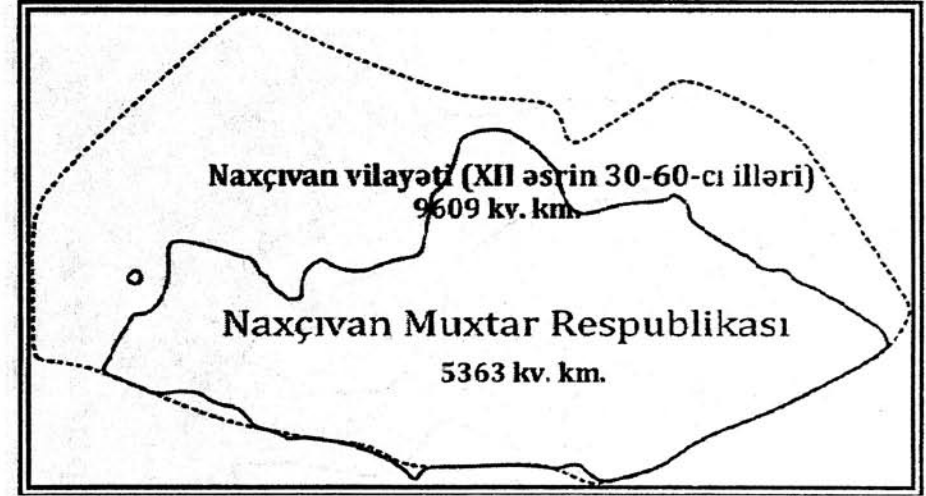 Naxçıvan vilayəti (XII əsrin 30-60-cı illəri)
9609 kv. km.
Naxçıvan Muxtar Respublikası
5363 kv. km.